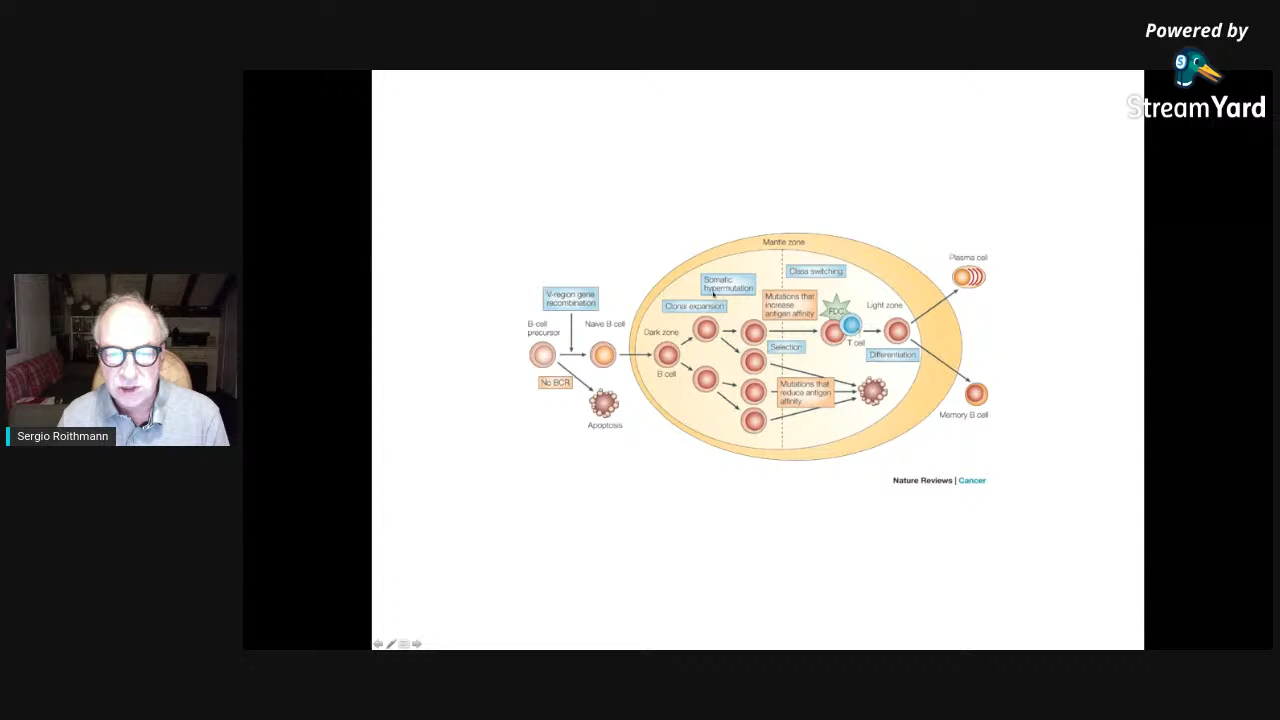 Powered by
StreamYard
Mantle zone
Plasma cell
Class switching
Somatic
hypermutation
V-region gene
recombination
Mutations that
increase
antigen affinity
Clonal expansion
Light zone
FDC
B-cell
precursor
Naive B cell
Dark zone
T cell
Selection
Differentiation
B cell
No BCR
Mutations that
reduce antigen
affinity
Memory B cell
Apoptosis
Sergio Roithmann
Nature Reviews | Cancer